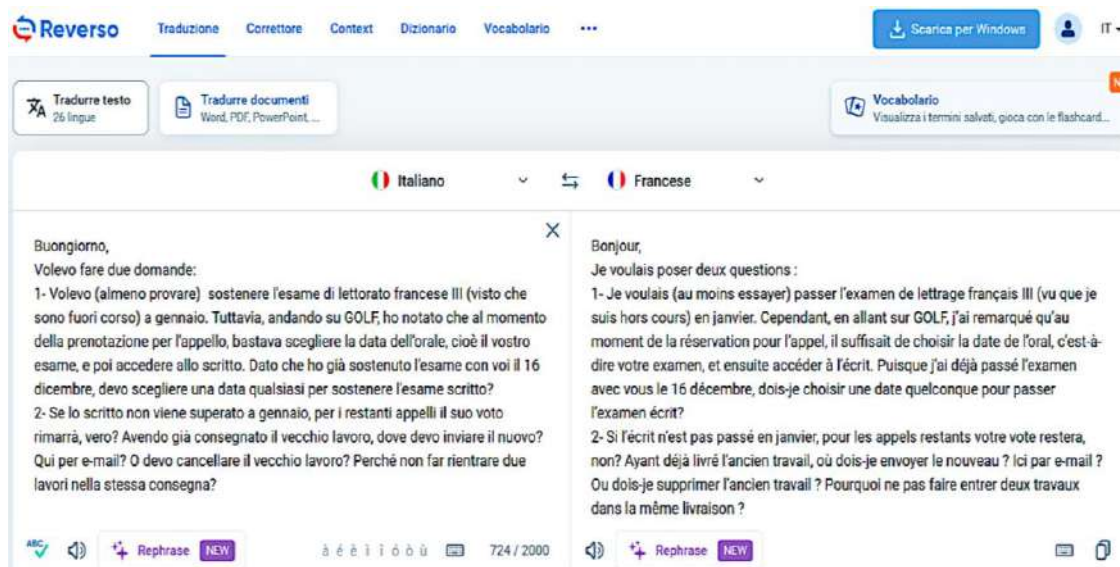 Reverso Traduzione Correttore Context Dizionario Vocabolario ••• Scarica per Windows IT
Tradurre testo
26 lingue
Tradurre documenti
Word, PDF, PowerPoint, ...
N
Vocabolario
Visualizza i termini salvati, gioca con le flashcard...
Italiano Francese
Buongiorno,
Volevo fare due domande:
1- Volevo (almeno provare) sostenere l'esame di lettorato francese III (visto che
sono fuori corso) a gennaio. Tuttavia, andando su GOLF, ho notato che al momento
della prenotazione per l'appello, bastava scegliere la data dell'orale, cioè il vostro
esame, e poi accedere allo scritto. Dato che ho già sostenuto l'esame con voi il 16
dicembre, devo scegliere una data qualsiasi per sostenere l'esame scritto?
2- Se lo scritto non viene superato a gennaio, per i restanti appelli il suo voto
rimarrà, vero? Avendo già consegnato il vecchio lavoro, dove devo inviare il nuovo?
Qui per e-mail? O devo cancellare il vecchio lavoro? Perché non far rientrare due
lavori nella stessa consegna?
ABC Rephrase NEW à é è ì í ó ò ù 724 / 2000
Bonjour,
Je voulais poser deux questions :
1- Je voulais (au moins essayer) passer l'examen de lettrage français III (vu que je
suis hors cours) en janvier. Cependant, en allant sur GOLF, j'ai remarqué qu'au
moment de la réservation pour l'appel, il suffisait de choisir la date de l'oral, c'est-à-
dire votre examen, et ensuite accéder à l'écrit. Puisque j'ai déjà passé l'examen
avec vous le 16 décembre, dois-je choisir une date quelconque pour passer
l'examen écrit?
2- Si l'écrit n'est pas passé en janvier, pour les appels restants votre vote restera,
non? Ayant déjà livré l'ancien travail, où dois-je envoyer le nouveau ? Ici par e-mail ?
Ou dois-je supprimer l'ancien travail ? Pourquoi ne pas faire entrer deux travaux
dans la même livraison ?
Rephrase NEW